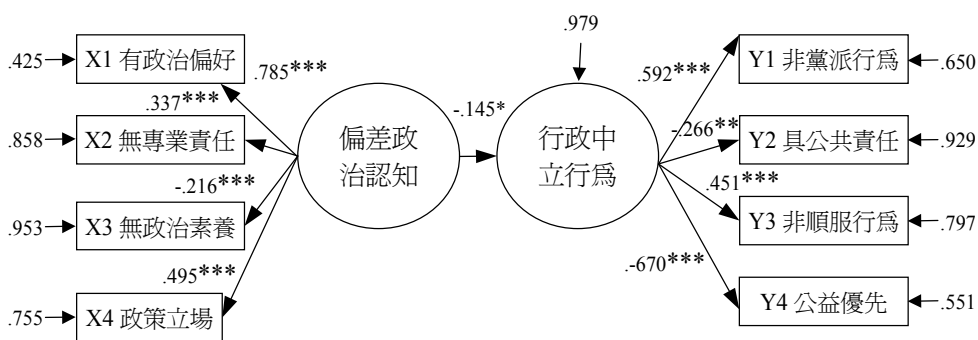 .979
.425
X1 有政治偏好
.785***
.592***
Y1 非黨派行為
.650
.337***
-.145*
-.266**
.858
X2 無專業責任
偏差政
治認知
行政中
立行為
Y2 具公共責任
.929
-.216***
.451***
.953
X3 無政治素養
Y3 非順服行為
.797
.495***
.-670***
.755
X4 政策立場
Y4 公益優先
.551